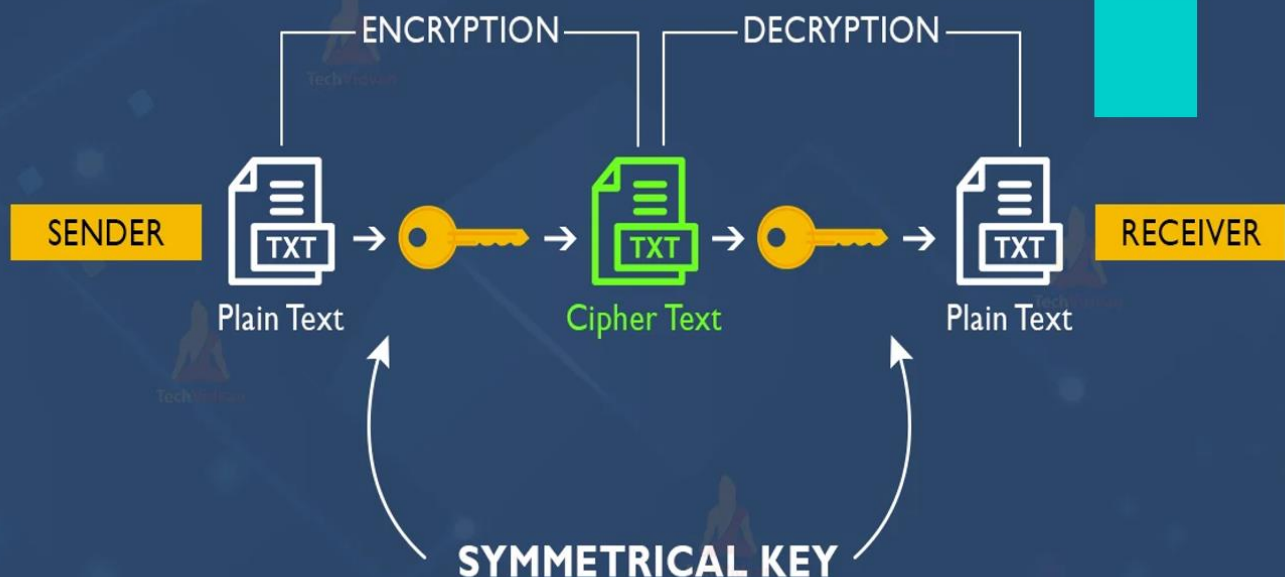 ENCRYPTION
DECRYPTION
SENDER
TXT
TXT
TXT
RECEIVER
Plain Text
Cipher Text
Plain Text
SYMMETRICAL KEY